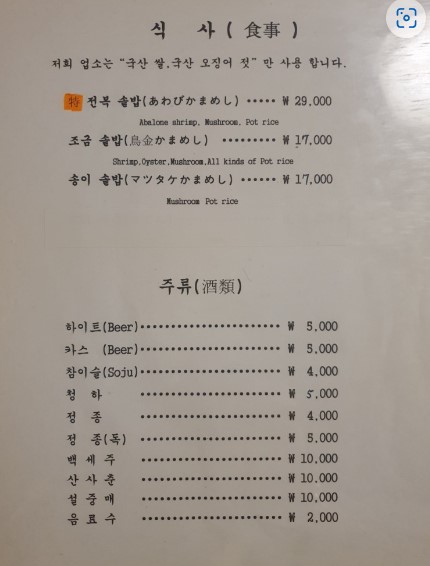 식 사 ( 食事 )
저희 업소는 "국산 쌀,국산 오징어 젓" 만 사용 합니다.
特 전복 솥밥(あわびかまめし) ····· ₩ 29,000
Abalone shrimp, Mushroom, Pot rice
조금 솥밥(鳥金かまめし) ········· ₩ 17,000
Shrimp,Oyster,Mushroom,All kinds of Pot rice
송이 솥밥(マツタケかまめし) ····· ₩ 17,000
Mushroom Pot rice
주류(酒類)
하이트(Beer)······················· ₩ 5,000
카스 (Beer)······················· ₩ 5,000
참이슬(Soju)······················· ₩ 4,000
청 하 ······················· ₩ 5,000
정 종 ······················· ₩ 4,000
정 종(독) ······················· ₩ 5,000
백 세 주 ······················· ₩ 10,000
산 사 춘 ······················· ₩ 10,000
설 중 매 ······················· ₩ 10,000
음 료 수 ······················· ₩ 2,000